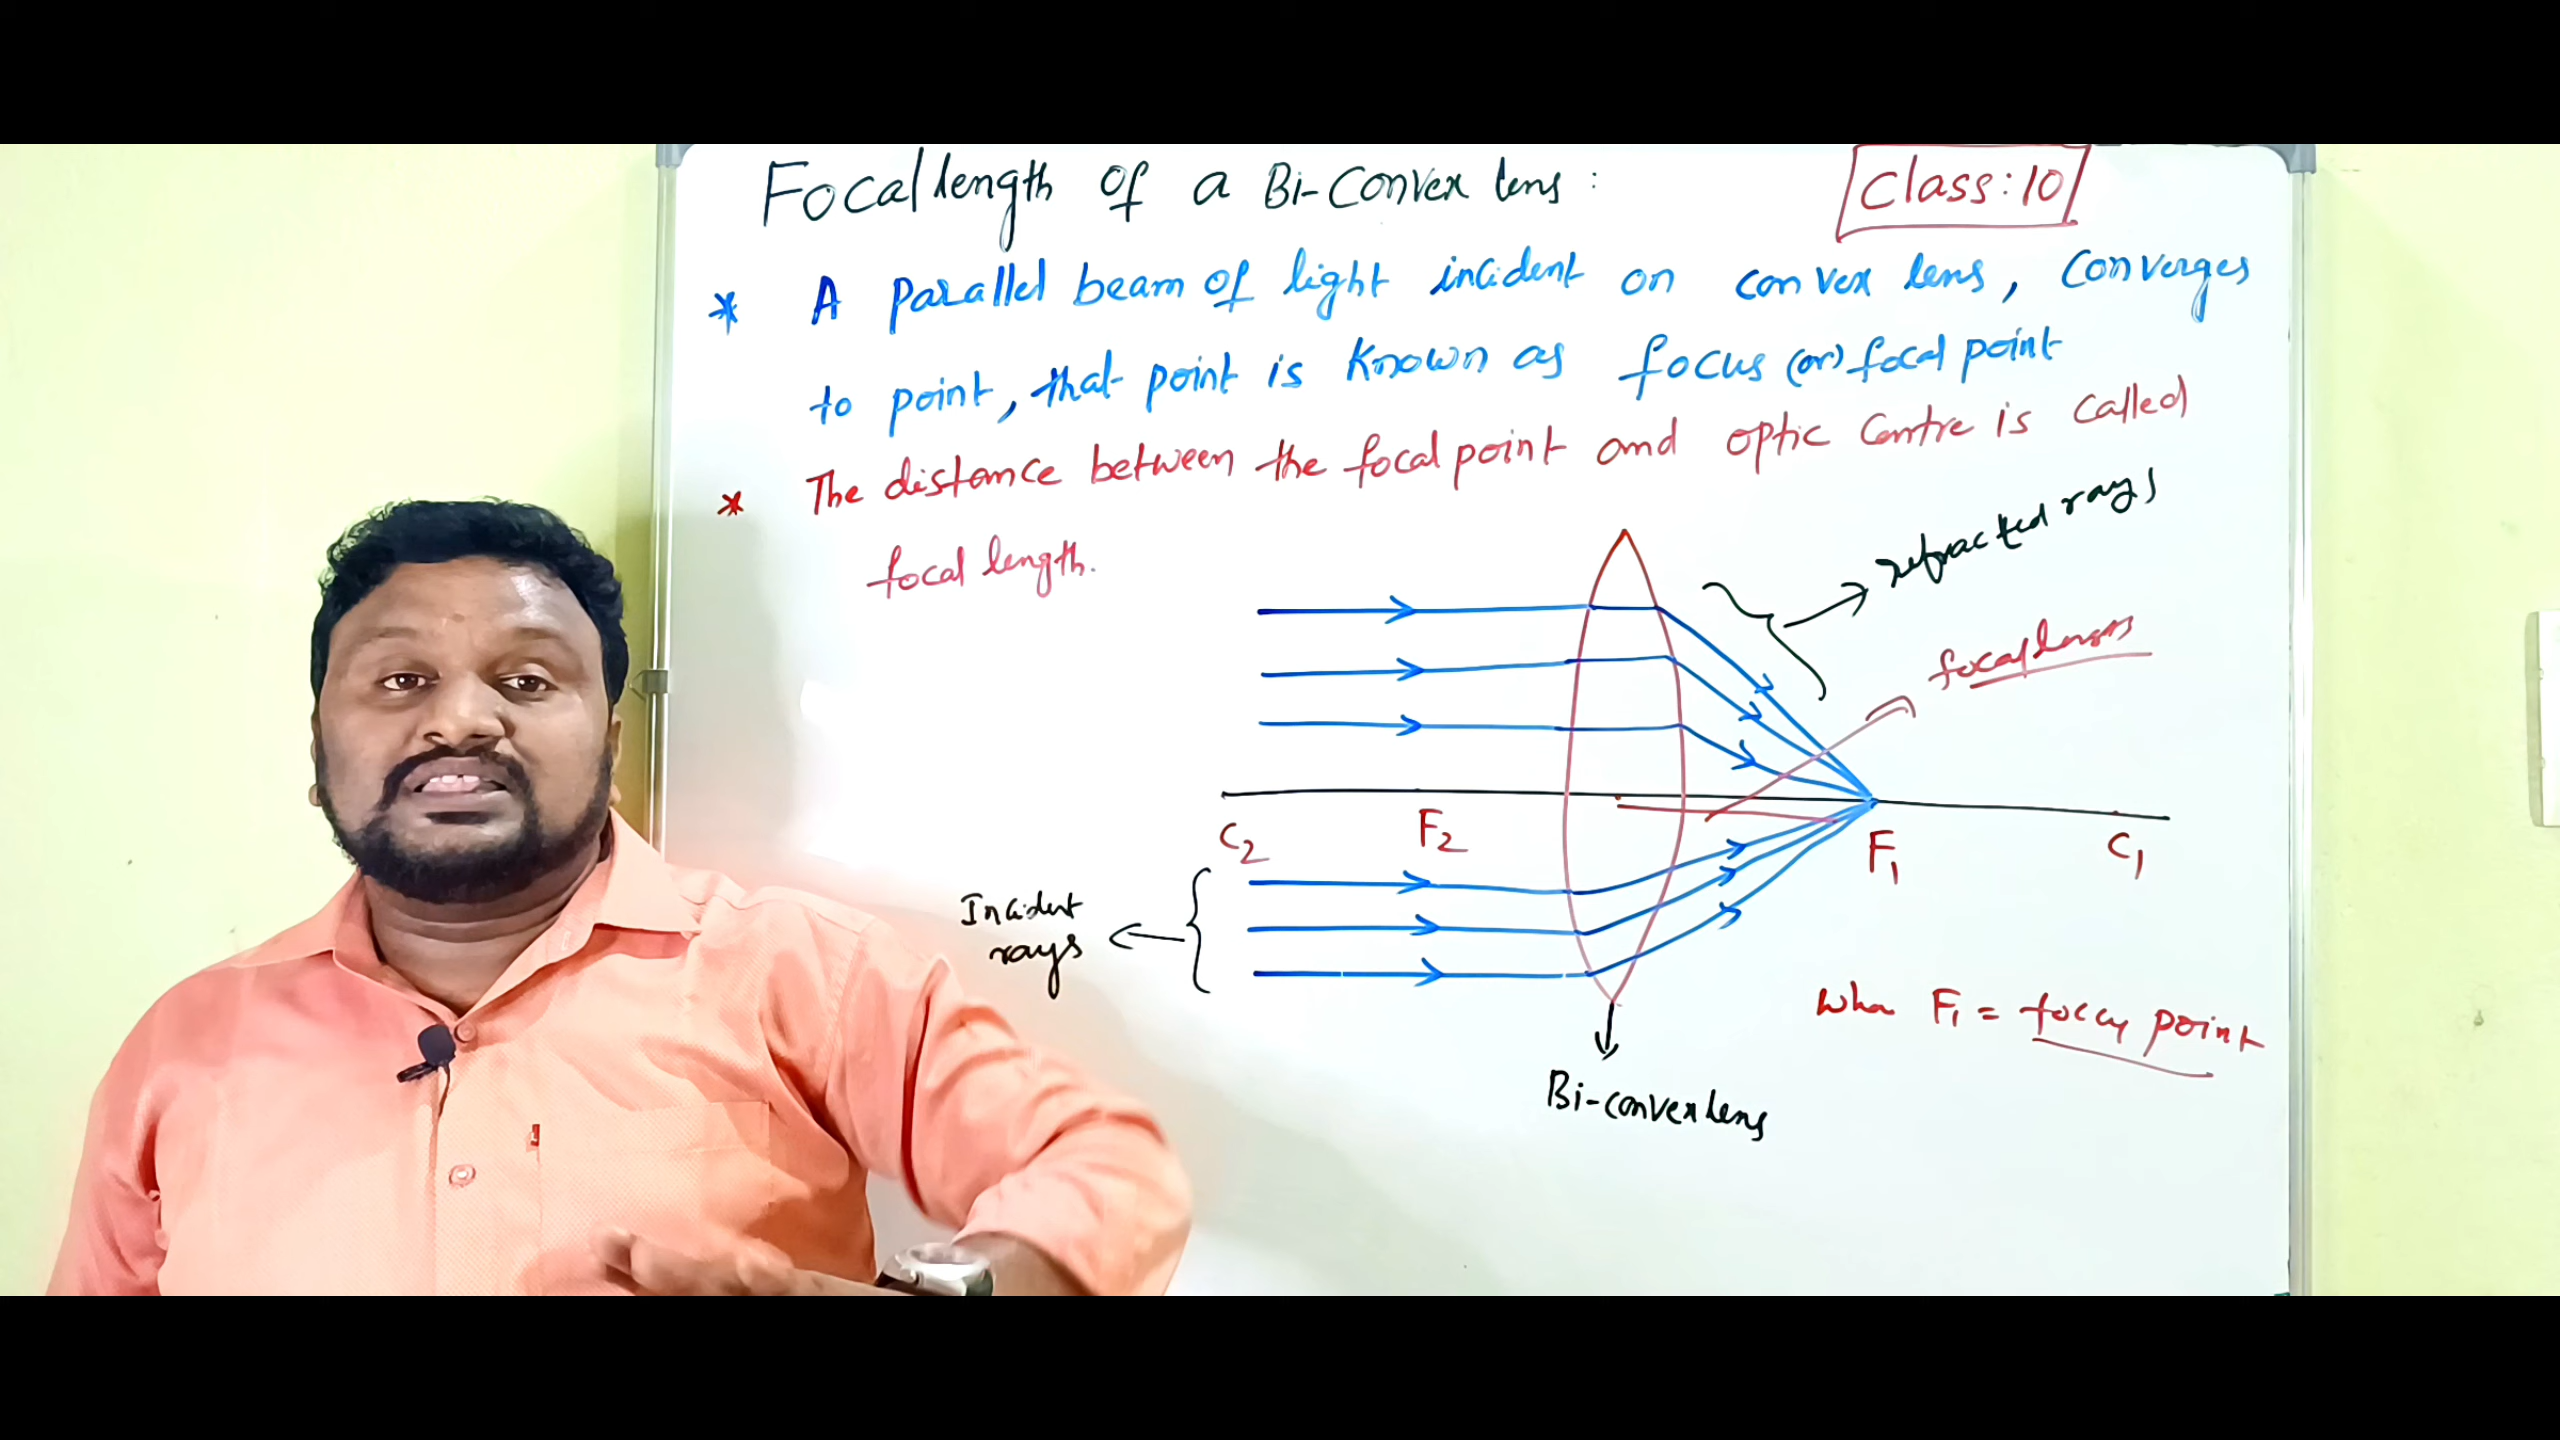 Focal length of a Bi-Convex lens :
Class: 10
* A parallel beam of light incident on convex lens, converges
to point, that point is known as focus (or) focal point
* The distance between the focal point and optic centre is called
focal length.
refracted rays
focal length
C2 F2 F1 C1
Incident
rays
F1 = focus point
Bi-convex lens